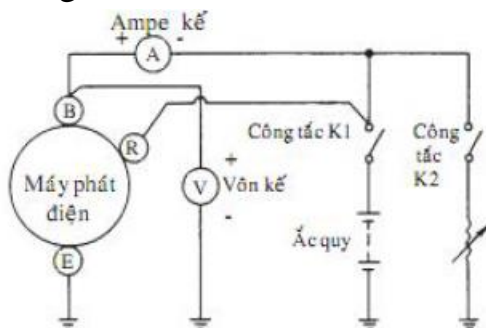 Ampe kế
+ A -
B
R
Công tắc K1
Công
tắc
K2
Máy phát
điện
+
V Vôn kế
-
Ắc quy
E